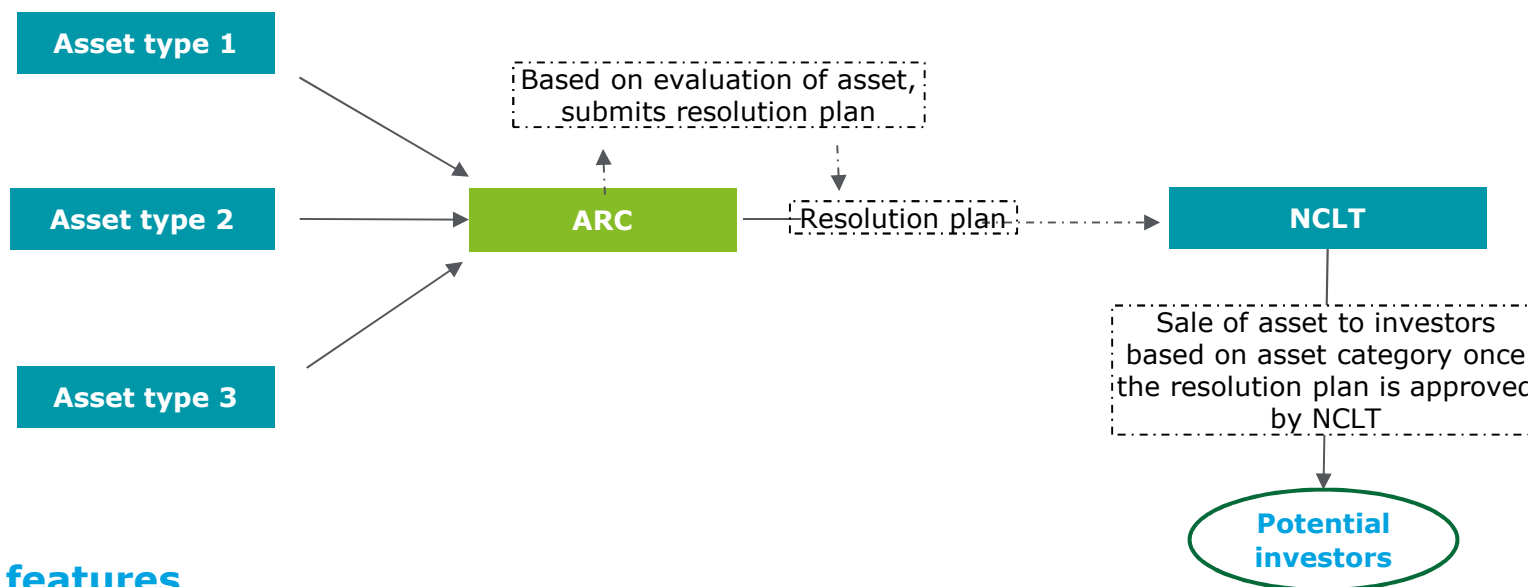 Asset type 1
Based on evaluation of asset,
submits resolution plan
Asset type 2
ARC
Resolution plan
NCLT
Sale of asset to investors
based on asset category once
the resolution plan is approved
by NCLT
Asset type 3
Potential
investors
features